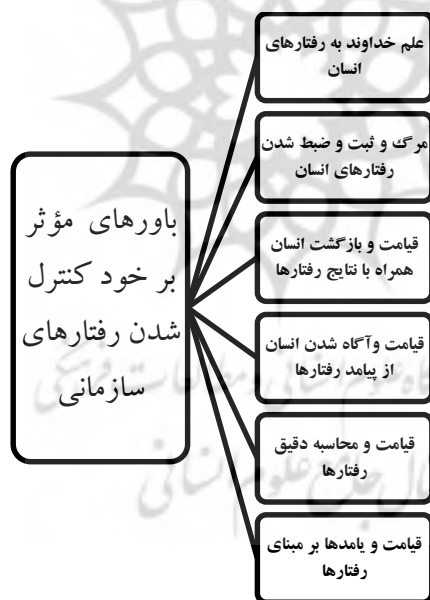 باورهای مؤثر
بر خود کنترل
شدن رفتارهای
سازمانی
علم خداوند به رفتارهای
انسان
مرگ و ثبت و ضبط شدن
رفتارهای انسان
قیامت و بازگشت انسان
همراه با نتایج رفتارها
قیامت وآگاه شدن انسان
از پیامد رفتارها
قیامت و محاسبه دقیق
رفتارها
قیامت و یامدها بر مبنای
رفتارها